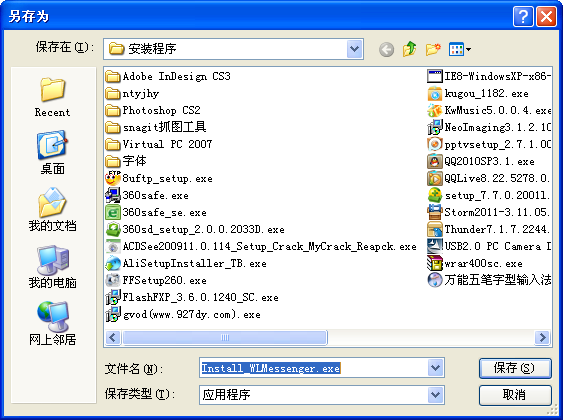 另存为
保存在(I):
安装程序
Recent
桌面
我的文档
我的电脑
网上邻居
Adobe InDesign CS3
ntyjhy
Photoshop CS2
snagit抓图工具
Virtual PC 2007
字体
8uftp_setup.exe
360safe.exe
360safe_se.exe
360sd_setup_2.0.0.2033D.exe
ACDSee200911.0.114_Setup_Crack_MyCrack_Reapck.exe
AliSetupInstaller_TB.exe
FFSetup260.exe
FlashFXP_3.6.0.1240_SC.exe
gvod(www.927dy.com).exe
IE8-WindowsXP-x86-
kugou_1182.exe
KwMusic5.0.0.4.exe
NeoImaging3.1.2.10
pptvsetup_2.7.1.00
QQ2010SP3.1.exe
QQLive8.22.5278.0.
setup_7.7.0.2001l.
Storm2011-3.11.05.
Thunder7.1.7.2244.
USB2.0 PC Camera I
wrar400sc.exe
万能五笔字型输入法
文件名(N):
Install_WLMessenger.exe
保存(S)
保存类型(T):
应用程序
取消